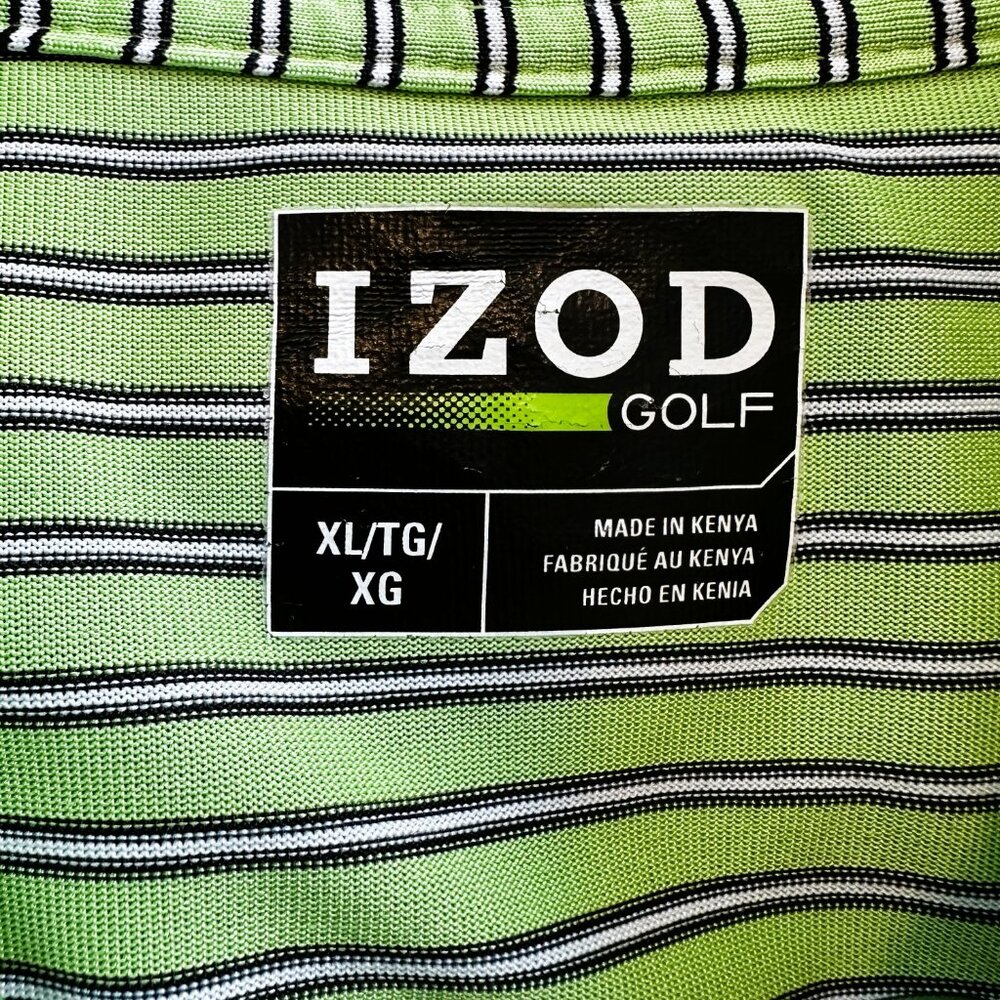 IZOD
GOLF
XL/TG/
XG
MADE IN KENYA
FABRIQUÉ AU KENYA
HECHO EN KENIA